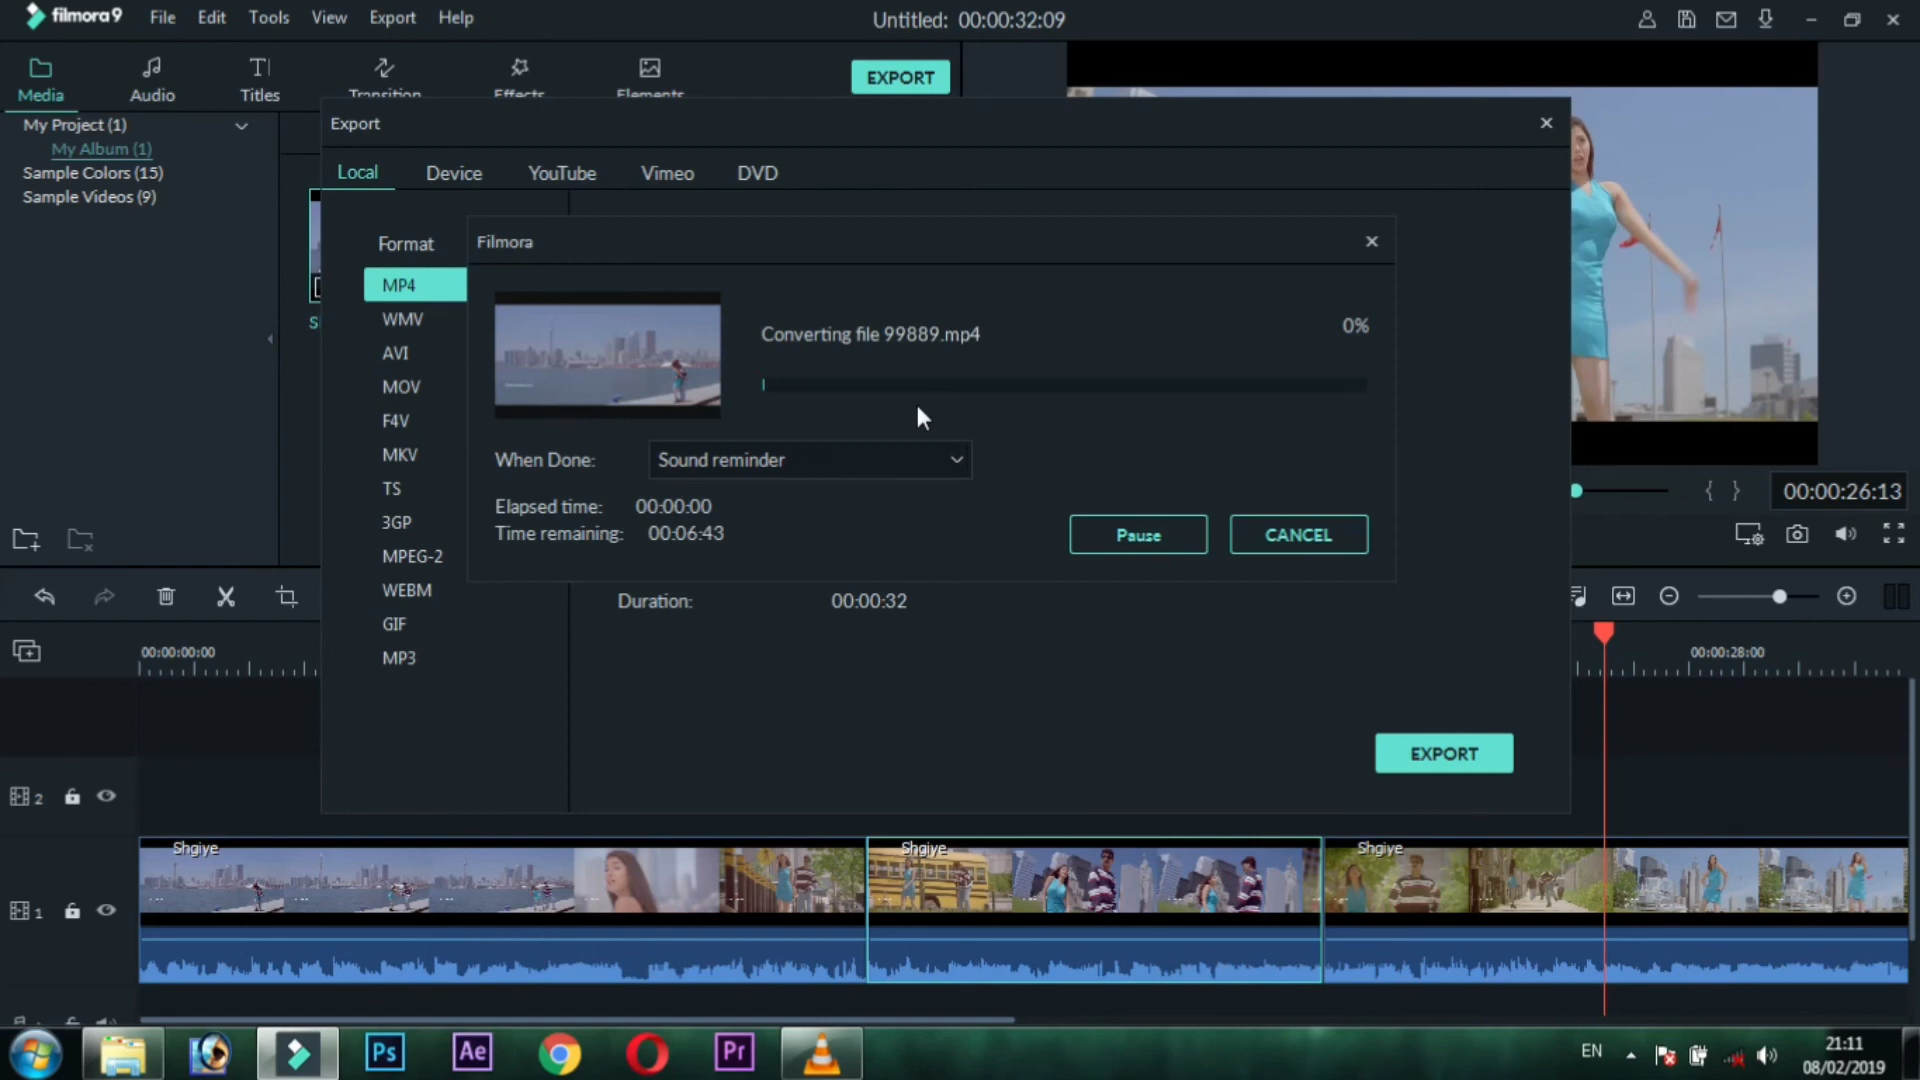 filmora9 File Edit Tools View Export Help Untitled: 00:00:32:09
Media Audio Titles Transition Effects Elements EXPORT
My Project (1)
My Album (1)
Sample Colors (15)
Sample Videos (9)
Export
Local Device YouTube Vimeo DVD
Format
MP4
WMV
AVI
MOV
F4V
MKV
TS
3GP
MPEG-2
WEBM
GIF
MP3
Filmora
Converting file 99889.mp4 0%
When Done: Sound reminder
Elapsed time: 00:00:00
Time remaining: 00:06:43
Pause CANCEL
Duration: 00:00:32
EXPORT
{ } 00:00:26:13
00:00:00:00 00:00:28:00
2
1
Shgiye Shgiye Shgiye
Ps Ae Pr
EN 21:11
08/02/2019